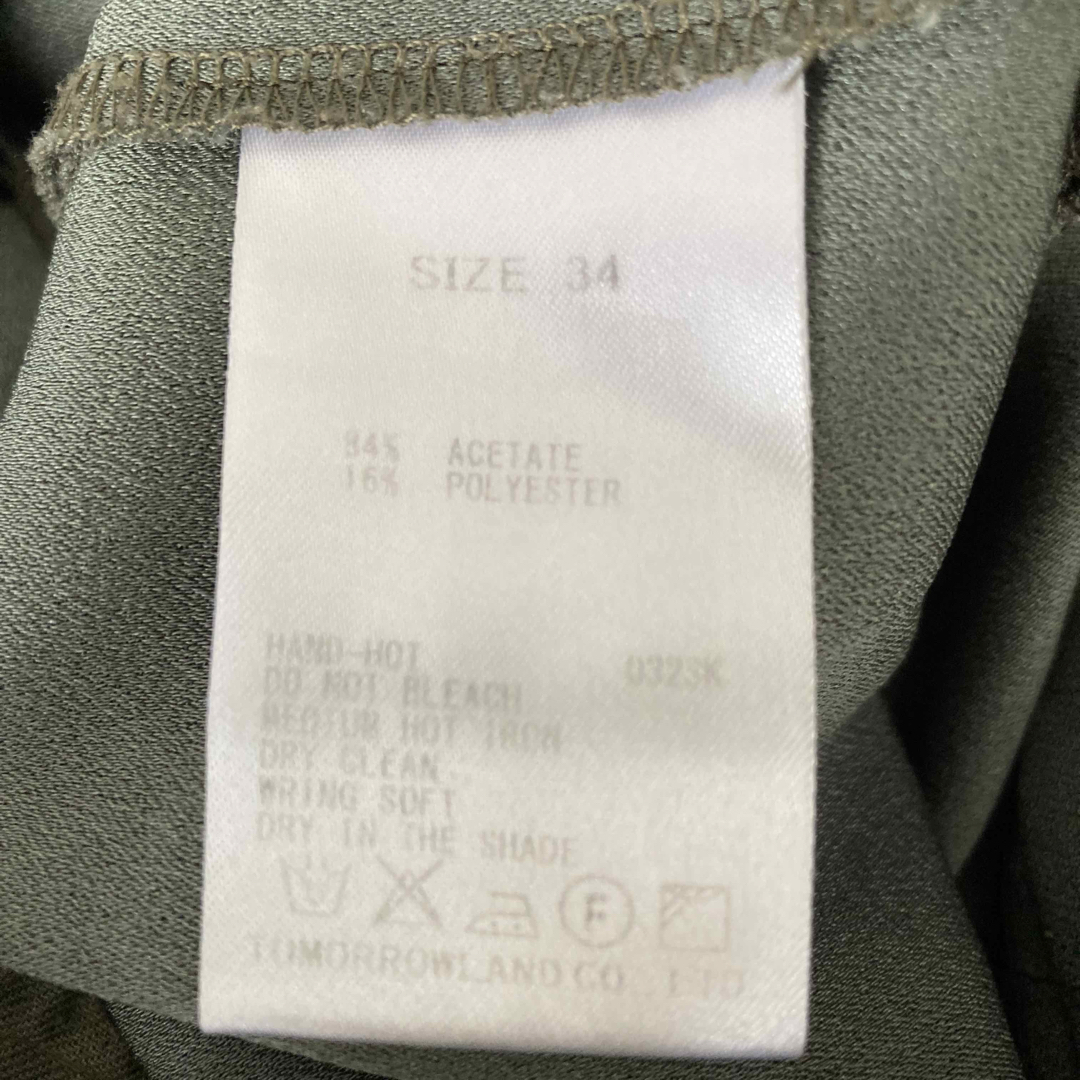 SIZE 34
84% ACETATE
16% POLYESTER
HAND-HOT 0323K
DO NOT BLEACH
MEDIUM HOT IRON
DRY CLEAN
WRING SOFT
DRY IN THE SHADE
F
TOMORROWLAND CO., LTD